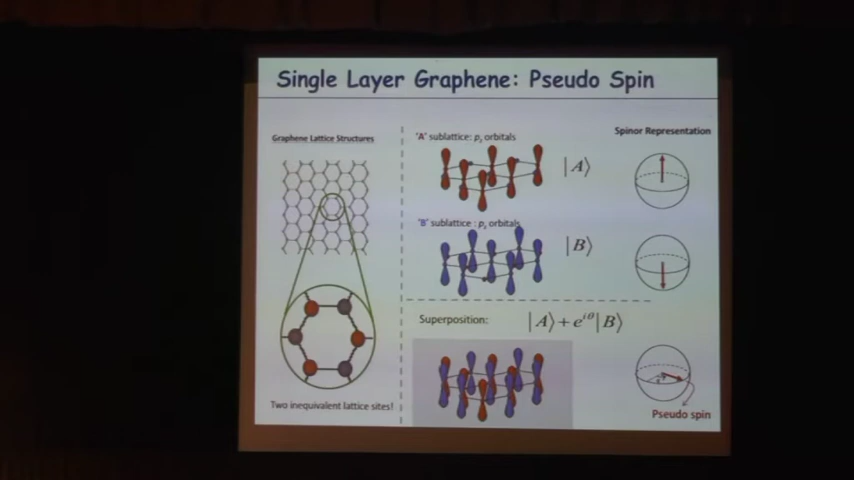 Single Layer Graphene: Pseudo Spin
Graphene Lattice Structures
Two inequivalent lattice sites!
'A' sublattice: pz orbitals
|A⟩
'B' sublattice : pz orbitals
|B⟩
Superposition:
|A⟩+e^{iθ}|B⟩
Spinor Representation
Pseudo spin